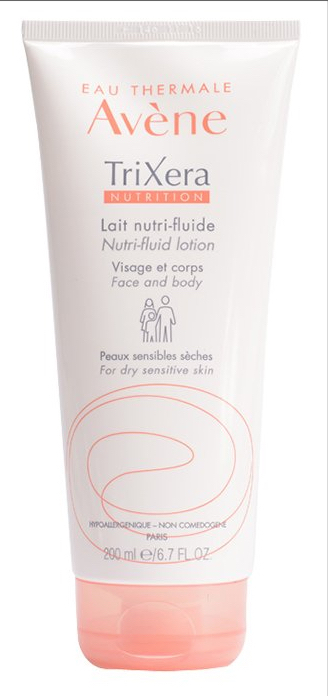 EAU THERMALE
Avène
TriXera
NUTRITION
Lait nutri-fluide
Nutri-fluid lotion
Visage et corps
Face and body
Peaux sensibles sèches
For dry sensitive skin
HYPOALLERGENIQUE – NON COMEDOGENE
PARIS
200 ml e/6.7 FL.OZ.